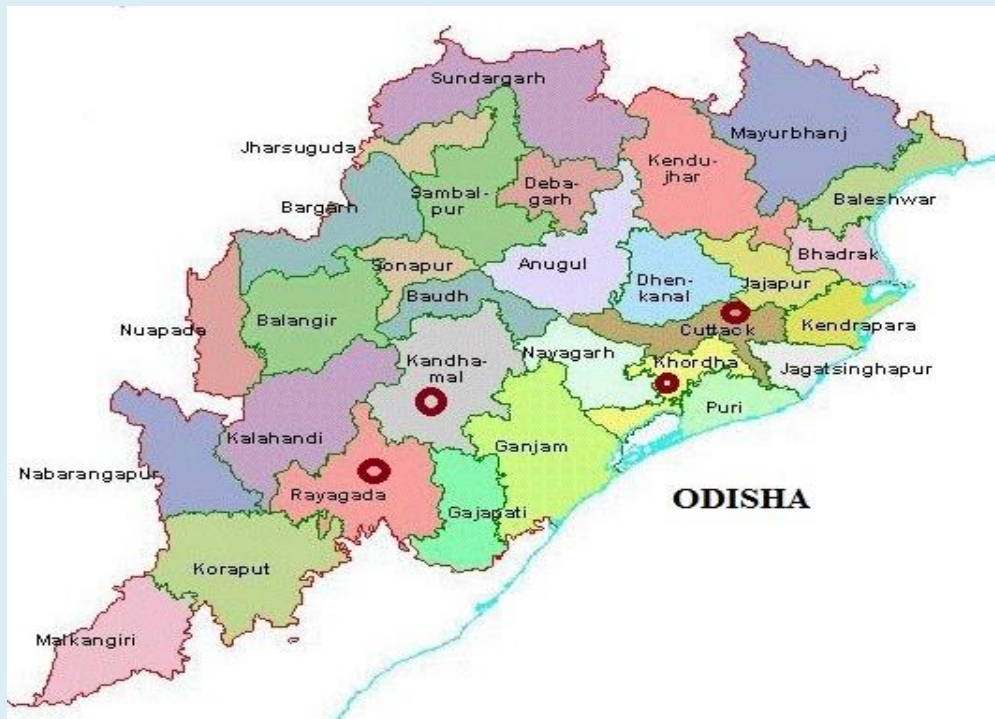 Sundargarh
Mayurbhanj
Jharsuguda
Kendu-
jhar
Deba-
garh
Sambal-
pur
Baleshwar
Bargarh
Bhadrak
Sonapur
Anugul
Dhen-
kanal
Jajapur
Baudh
Nuapada
Balangir
Cuttack
Kendrapara
Kandha-
mal
Nayagarh
Khordha
Jagatsinghapur
Puri
Kalahandi
Ganjam
Nabarangapur
Rayagada
ODISHA
Gajapati
Koraput
Malkangiri